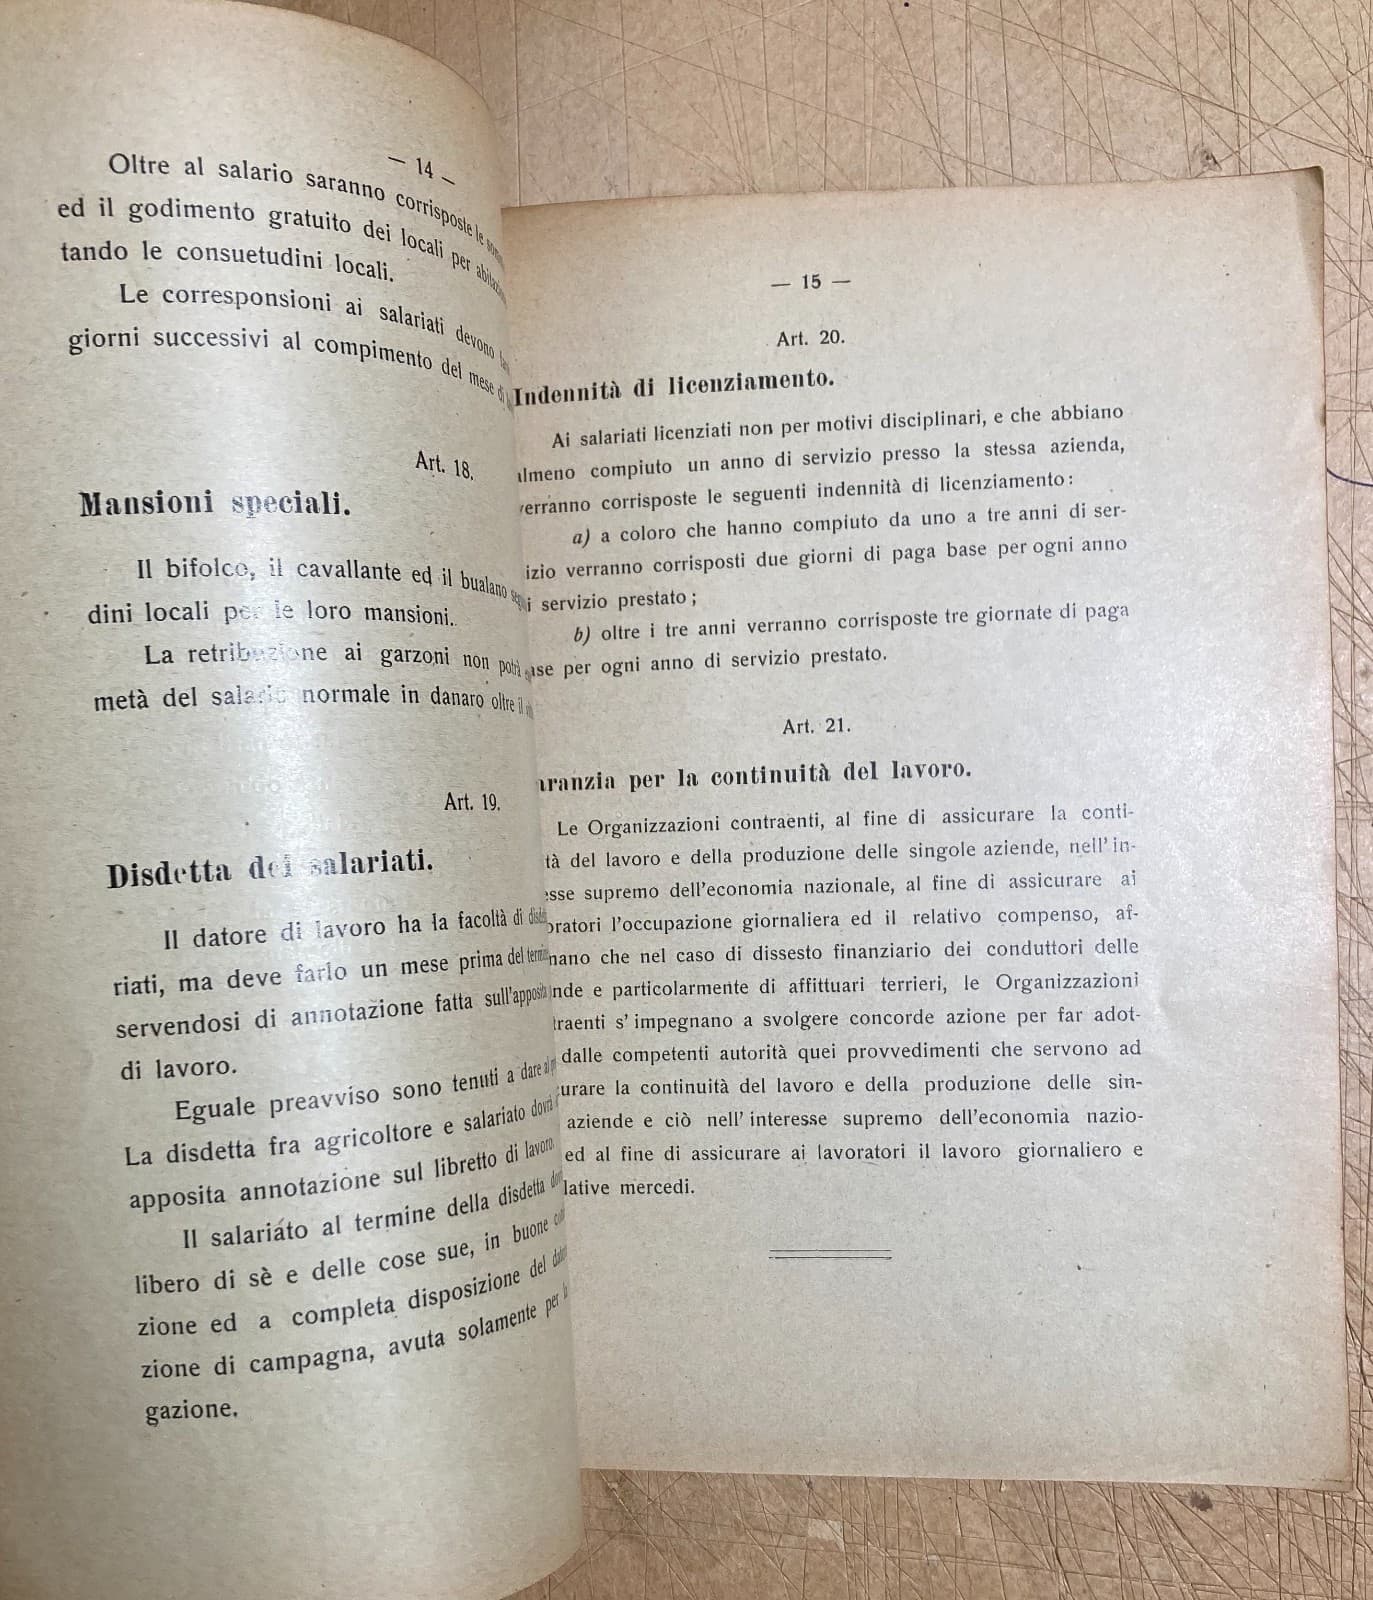 — 14 —
Oltre al salario saranno corrisposte le
ed il godimento gratuito dei locali per
tando le consuetudini locali.
Le corresponsioni ai salariati devono
giorni successivi al compimento del mese di
Art. 18.
Mansioni speciali.
Il bifolco, il cavallante ed il bualano
dini locali per le loro mansioni.
La retribuzione ai garzoni non potrà
metà del salario normale in danaro oltre il
Art. 19.
Disdetta dei salariati.
Il datore di lavoro ha la facoltà di
riati, ma deve farlo un mese prima del
servendosi di annotazione fatta sull'apposito
di lavoro.
Eguale preavviso sono tenuti a dare
La disdetta fra agricoltore e salariato dovrà
apposita annotazione sul libretto di lavoro.
Il salariato al termine della disdetta
libero di sè e delle cose sue, in buone
zione ed a completa disposizione del
zione di campagna, avuta solamente per
gazione.
— 15 —
Art. 20.
Indennità di licenziamento.
Ai salariati licenziati non per motivi disciplinari, e che abbiano
almeno compiuto un anno di servizio presso la stessa azienda,
verranno corrisposte le seguenti indennità di licenziamento:
a) a coloro che hanno compiuto da uno a tre anni di ser-
izio verranno corrisposti due giorni di paga base per ogni anno
i servizio prestato;
b) oltre i tre anni verranno corrisposte tre giornate di paga
ase per ogni anno di servizio prestato.
Art. 21.
aranzia per la continuità del lavoro.
Le Organizzazioni contraenti, al fine di assicurare la conti-
tà del lavoro e della produzione delle singole aziende, nell'in-
esse supremo dell'economia nazionale, al fine di assicurare ai
oratori l'occupazione giornaliera ed il relativo compenso, af-
nano che nel caso di dissesto finanziario dei conduttori delle
nde e particolarmente di affittuari terrieri, le Organizzazioni
traenti s'impegnano a svolgere concorde azione per far adot-
dalle competenti autorità quei provvedimenti che servono ad
urare la continuità del lavoro e della produzione delle sin-
aziende e ciò nell'interesse supremo dell'economia nazio-
ed al fine di assicurare ai lavoratori il lavoro giornaliero e
lative mercedi.